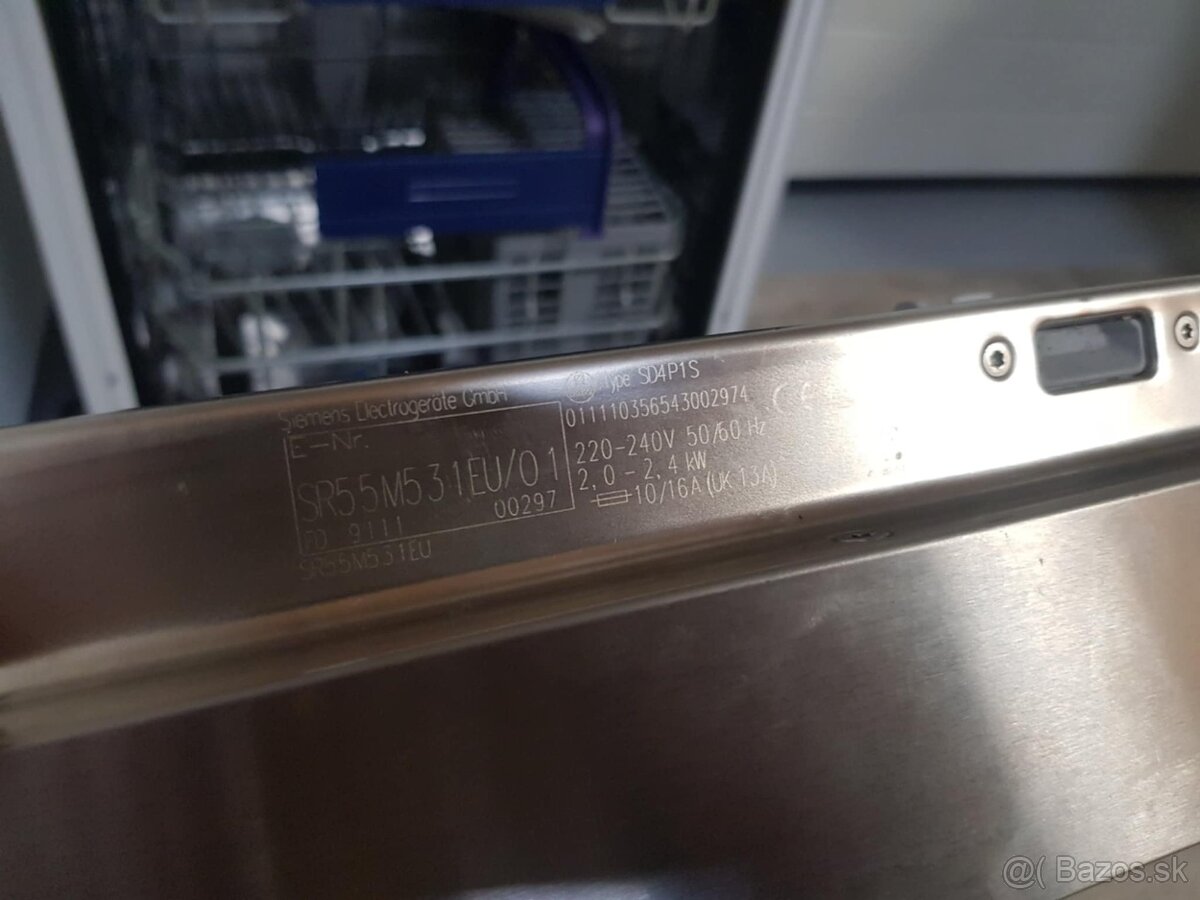 Siemens Electrogeräte GmbH
E-Nr.
SR55M531EU/01
FD 9111 00297
SR55M531EU
Type SD4P1S
011110356543002974
CE
220-240V 50/60 Hz
2,0 - 2,4 kW
10/16A (UK 13A)
@( Bazos.sk